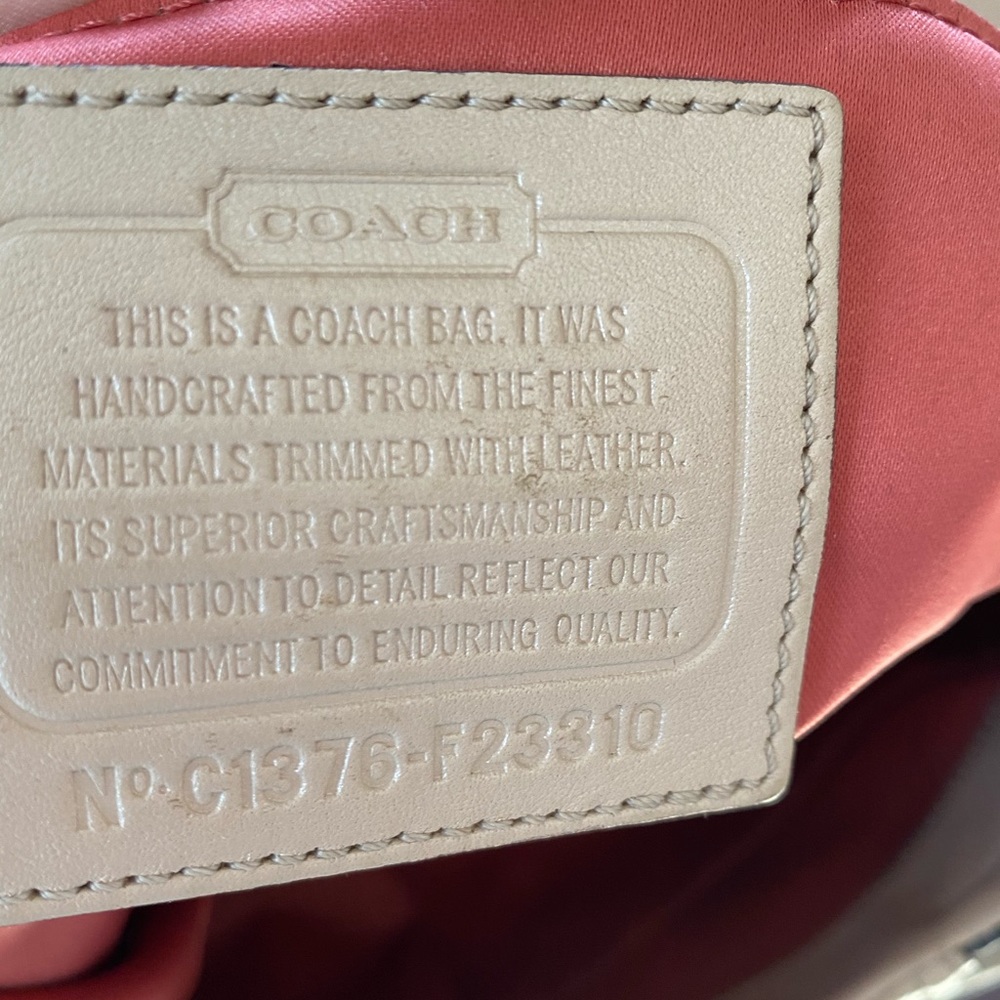 COACH
THIS IS A COACH BAG. IT WAS
HANDCRAFTED FROM THE FINEST
MATERIALS TRIMMED WITH LEATHER.
ITS SUPERIOR CRAFTSMANSHIP AND
ATTENTION TO DETAIL REFLECT OUR
COMMITMENT TO ENDURING QUALITY.
Nº. C1376-F23310